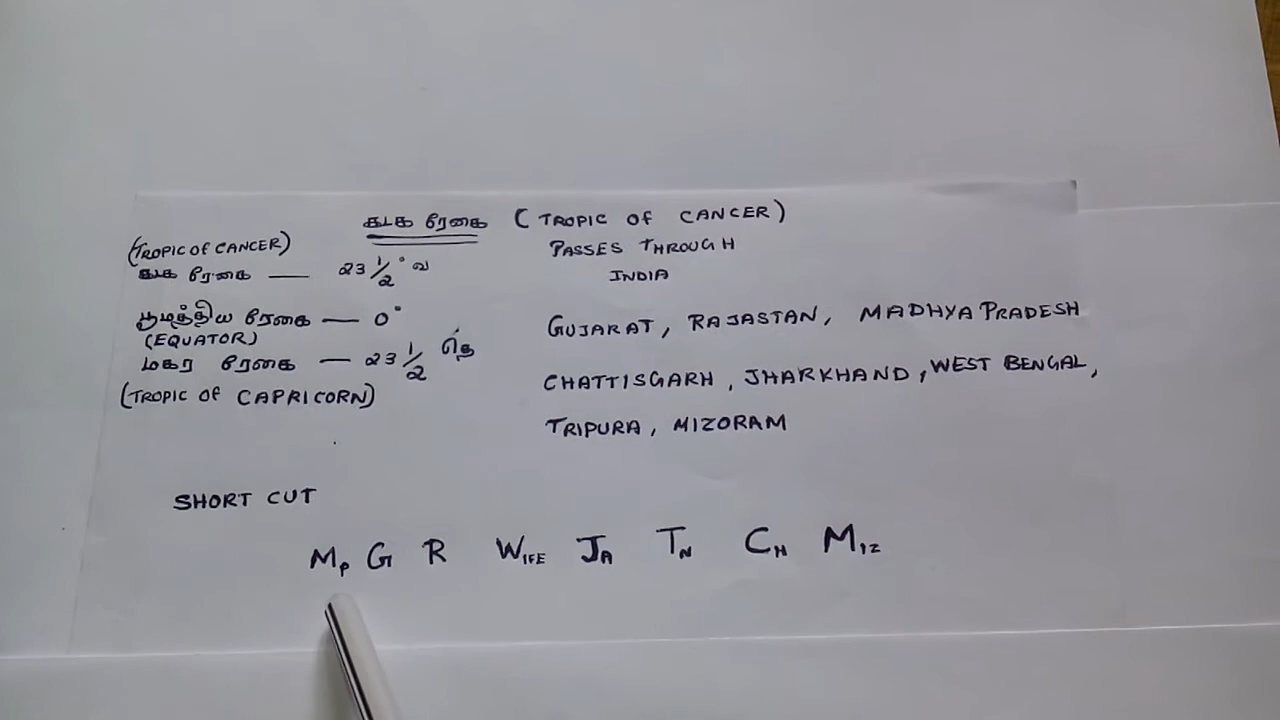 கடக ரேகை (TROPIC OF CANCER)
PASSES THROUGH
INDIA
(TROPIC OF CANCER)
கடக ரேகை — 23 1/2° வ
பூமத்திய ரேகை — 0°
(EQUATOR)
மகர ரேகை — 23 1/2 தெ
(TROPIC OF CAPRICORN)
GUJARAT, RAJASTAN, MADHYA PRADESH
CHATTISGARH, JHARKHAND, WEST BENGAL,
TRIPURA, MIZORAM
SHORT CUT
MP G R WIFE JA TN CH MIZ